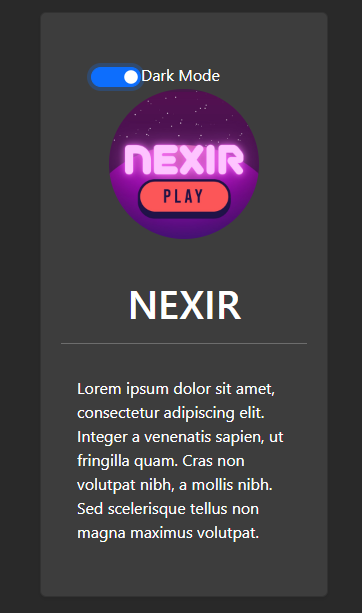 Dark Mode
NEXIR
PLAY
NEXIR
Lorem ipsum dolor sit amet,
consectetur adipiscing elit.
Integer a venenatis sapien, ut
fringilla quam. Cras non
volutpat nibh, a mollis nibh.
Sed scelerisque tellus non
magna maximus volutpat.